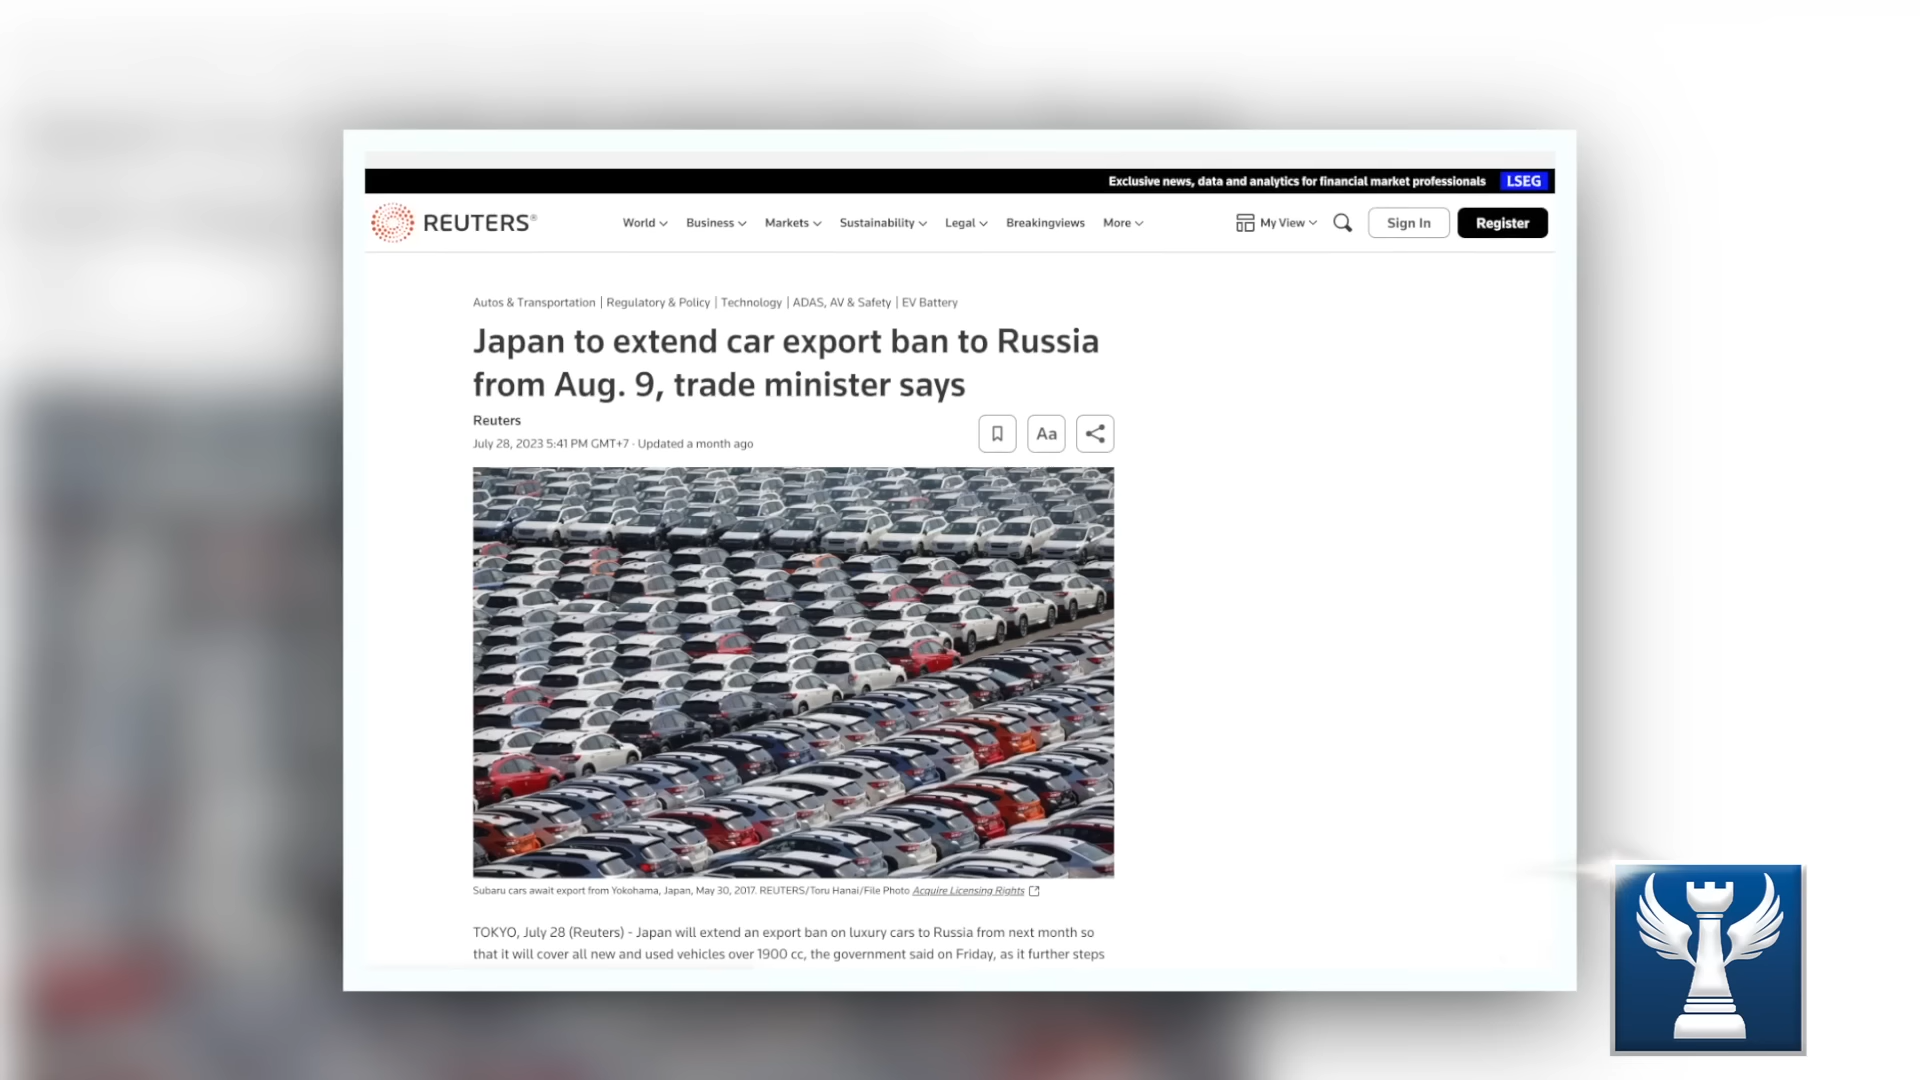 Exclusive news, data and analytics for financial market professionals LSEG
REUTERS® World Business Markets Sustainability Legal Breakingviews More My View Sign In Register
Autos & Transportation | Regulatory & Policy | Technology | ADAS, AV & Safety | EV Battery
Japan to extend car export ban to Russia
from Aug. 9, trade minister says
Reuters
July 28, 2023 5:41 PM GMT+7 · Updated a month ago
Aa
Subaru cars await export from Yokohama, Japan, May 30, 2017. REUTERS/Toru Hanai/File Photo Acquire Licensing Rights
TOKYO, July 28 (Reuters) - Japan will extend an export ban on luxury cars to Russia from next month so
that it will cover all new and used vehicles over 1900 cc, the government said on Friday, as it further steps